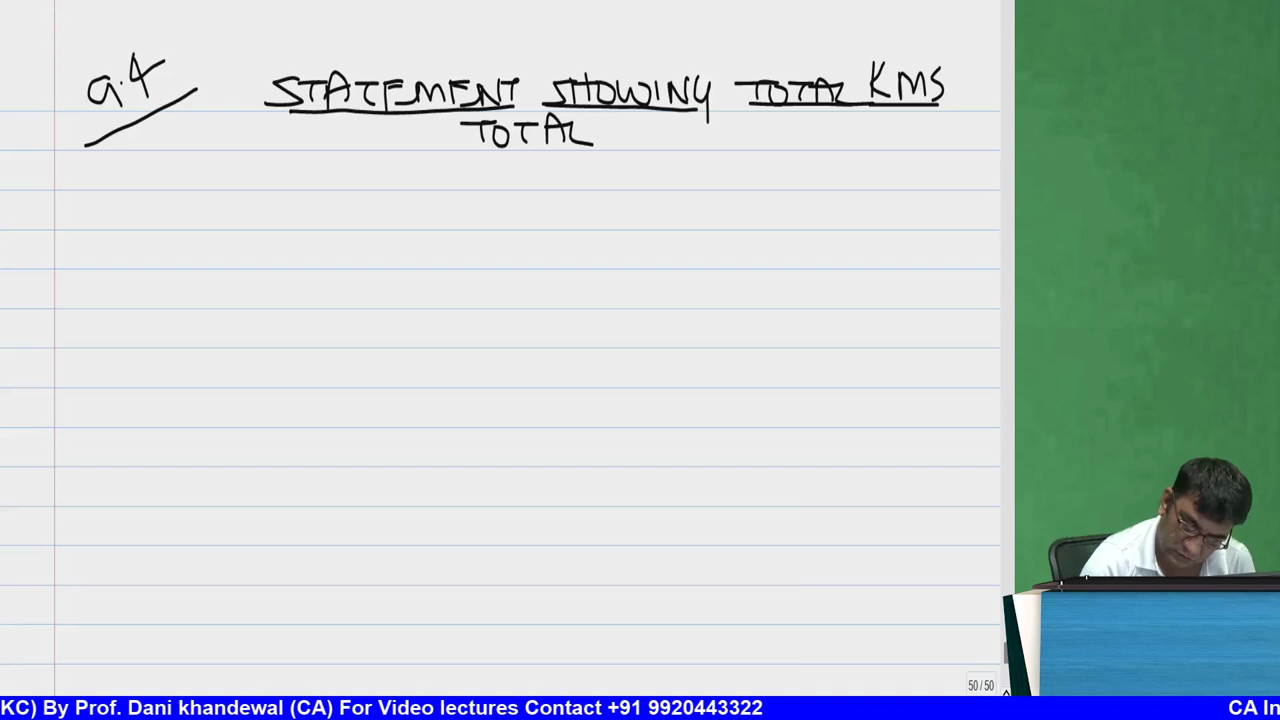 Q.4 STATEMENT SHOWING TOTAL KMS
TOTAL
50/50
KC) By Prof. Dani khandewal (CA) For Video lectures Contact +91 9920443322 CA In